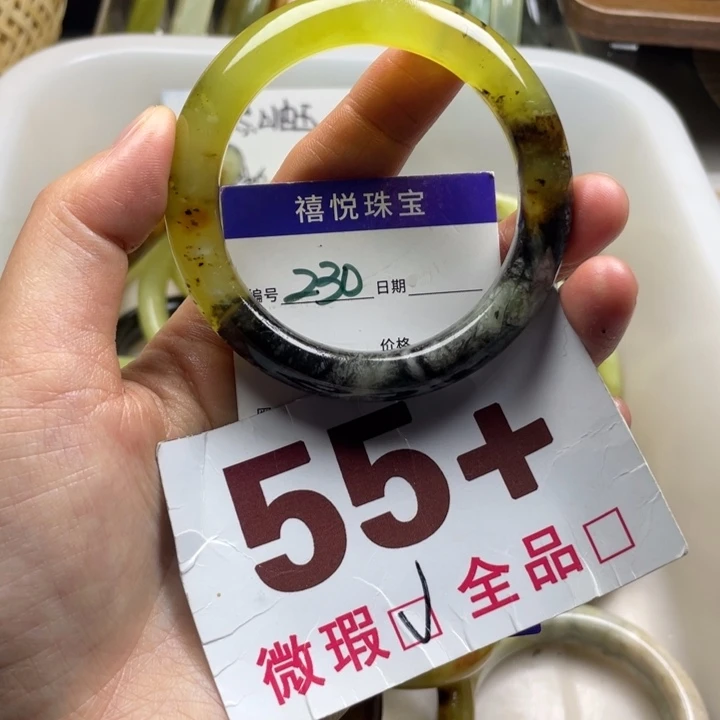 禧悦珠宝
编号 230 日期
价格
55+
微瑕☑ 全品□